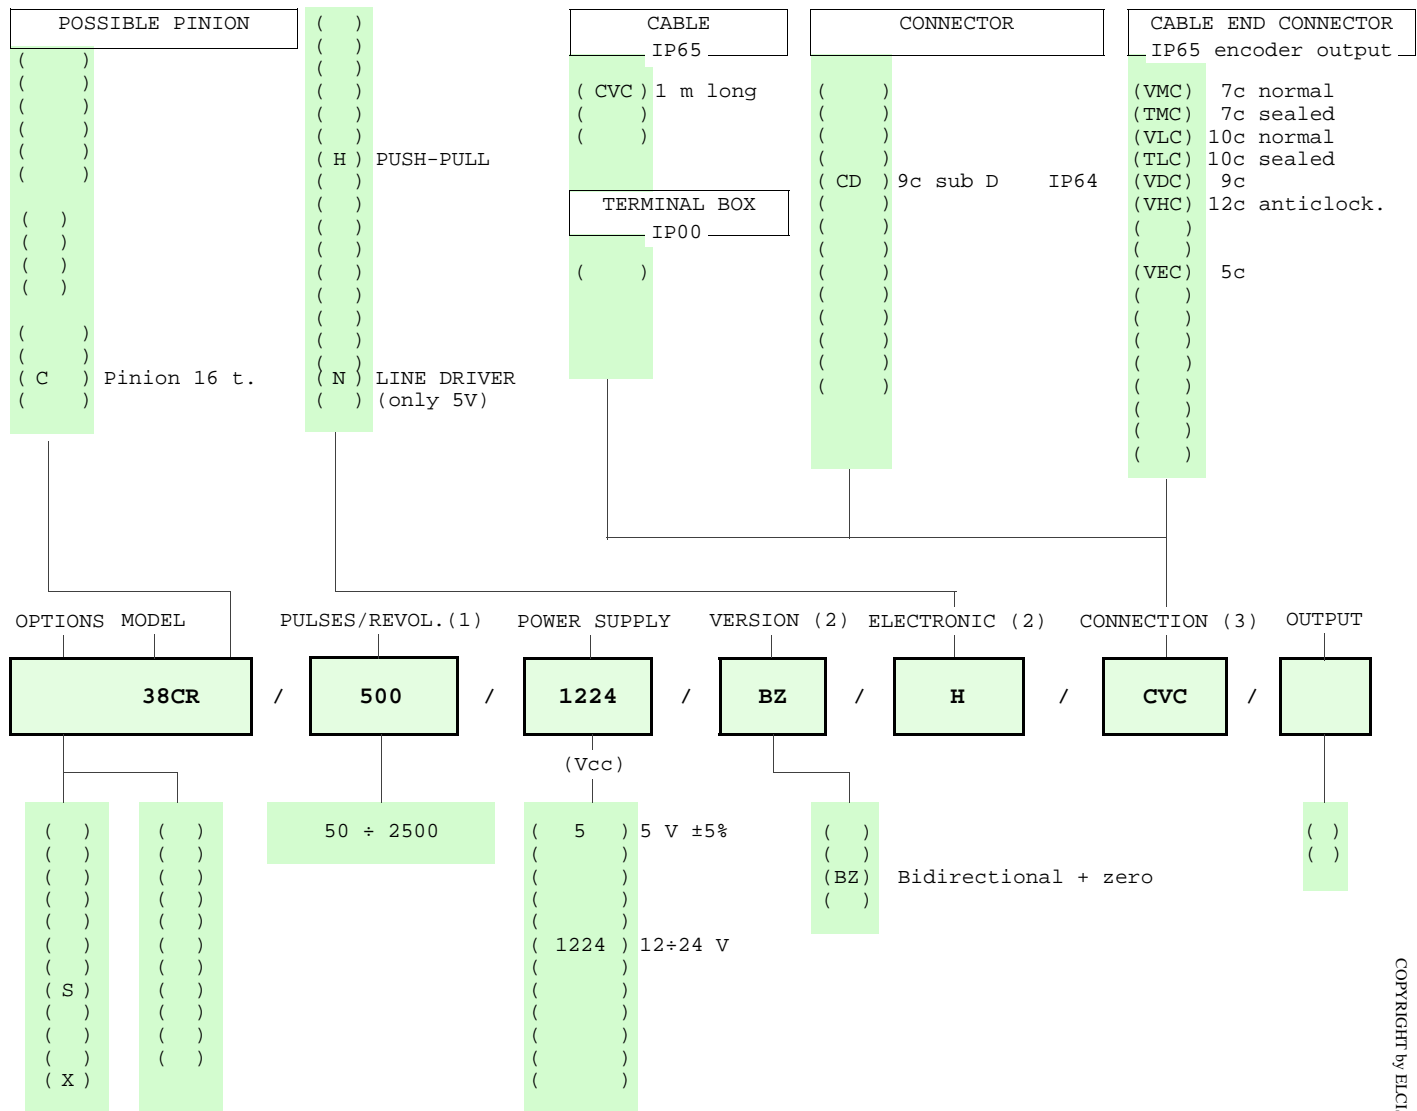 POSSIBLE PINION
( )
( )
( )
( )
( )
( )
( )
( )
( )
( )
( )
( )
( C ) Pinion 16 t.
( )
( )
( )
( )
( )
( )
( )
( H ) PUSH-PULL
( )
( )
( )
( )
( )
( )
( )
( )
( )
( N ) LINE DRIVER
( ) (only 5V)
CABLE
IP65
( CVC ) 1 m long
( )
( )
TERMINAL BOX
IP00
( )
CONNECTOR
( )
( )
( )
( )
( CD ) 9c sub D IP64
( )
( )
( )
( )
( )
( )
( )
( )
( )
CABLE END CONNECTOR
IP65 encoder output
(VMC) 7c normal
(TMC) 7c sealed
(VLC) 10c normal
(TLC) 10c sealed
(VDC) 9c
(VHC) 12c anticlock.
( )
( )
(VEC) 5c
( )
( )
( )
( )
( )
( )
( )
( )
OPTIONS MODEL PULSES/REVOL.(1) POWER SUPPLY VERSION (2) ELECTRONIC (2) CONNECTION (3) OUTPUT
38CR / 500 / 1224 / BZ / H / CVC /
(Vcc)
( )
( )
( )
( )
( )
( )
( )
( S )
( )
( )
( )
( X )
( )
( )
( )
( )
( )
( )
( )
( )
( )
( )
( )
50 ÷ 2500
( 5 ) 5 V ±5%
( )
( )
( )
( )
( 1224 ) 12÷24 V
( )
( )
( )
( )
( )
( )
( )
( )
(BZ) Bidirectional + zero
( )
( )
( )
COPYRIGHT by ELCI